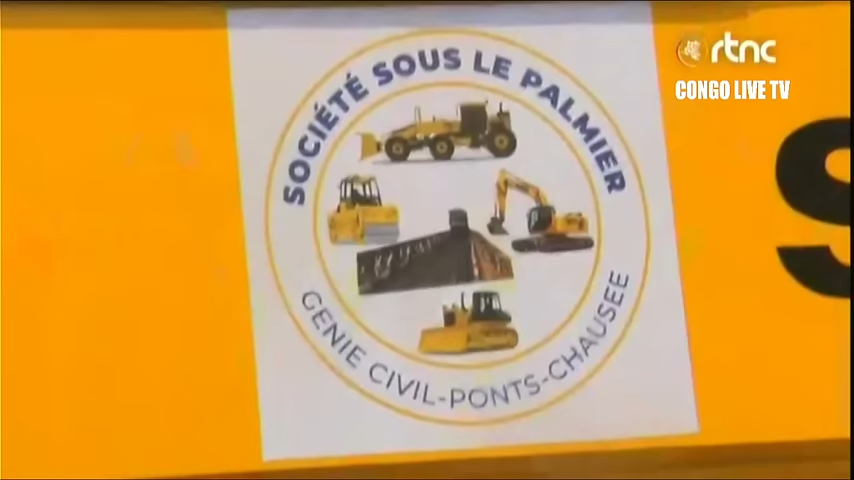 rtnc
CONGO LIVE TV
SOCIÉTÉ SOUS LE PALMIER
GENIE CIVIL-PONTS-CHAUSEE
S